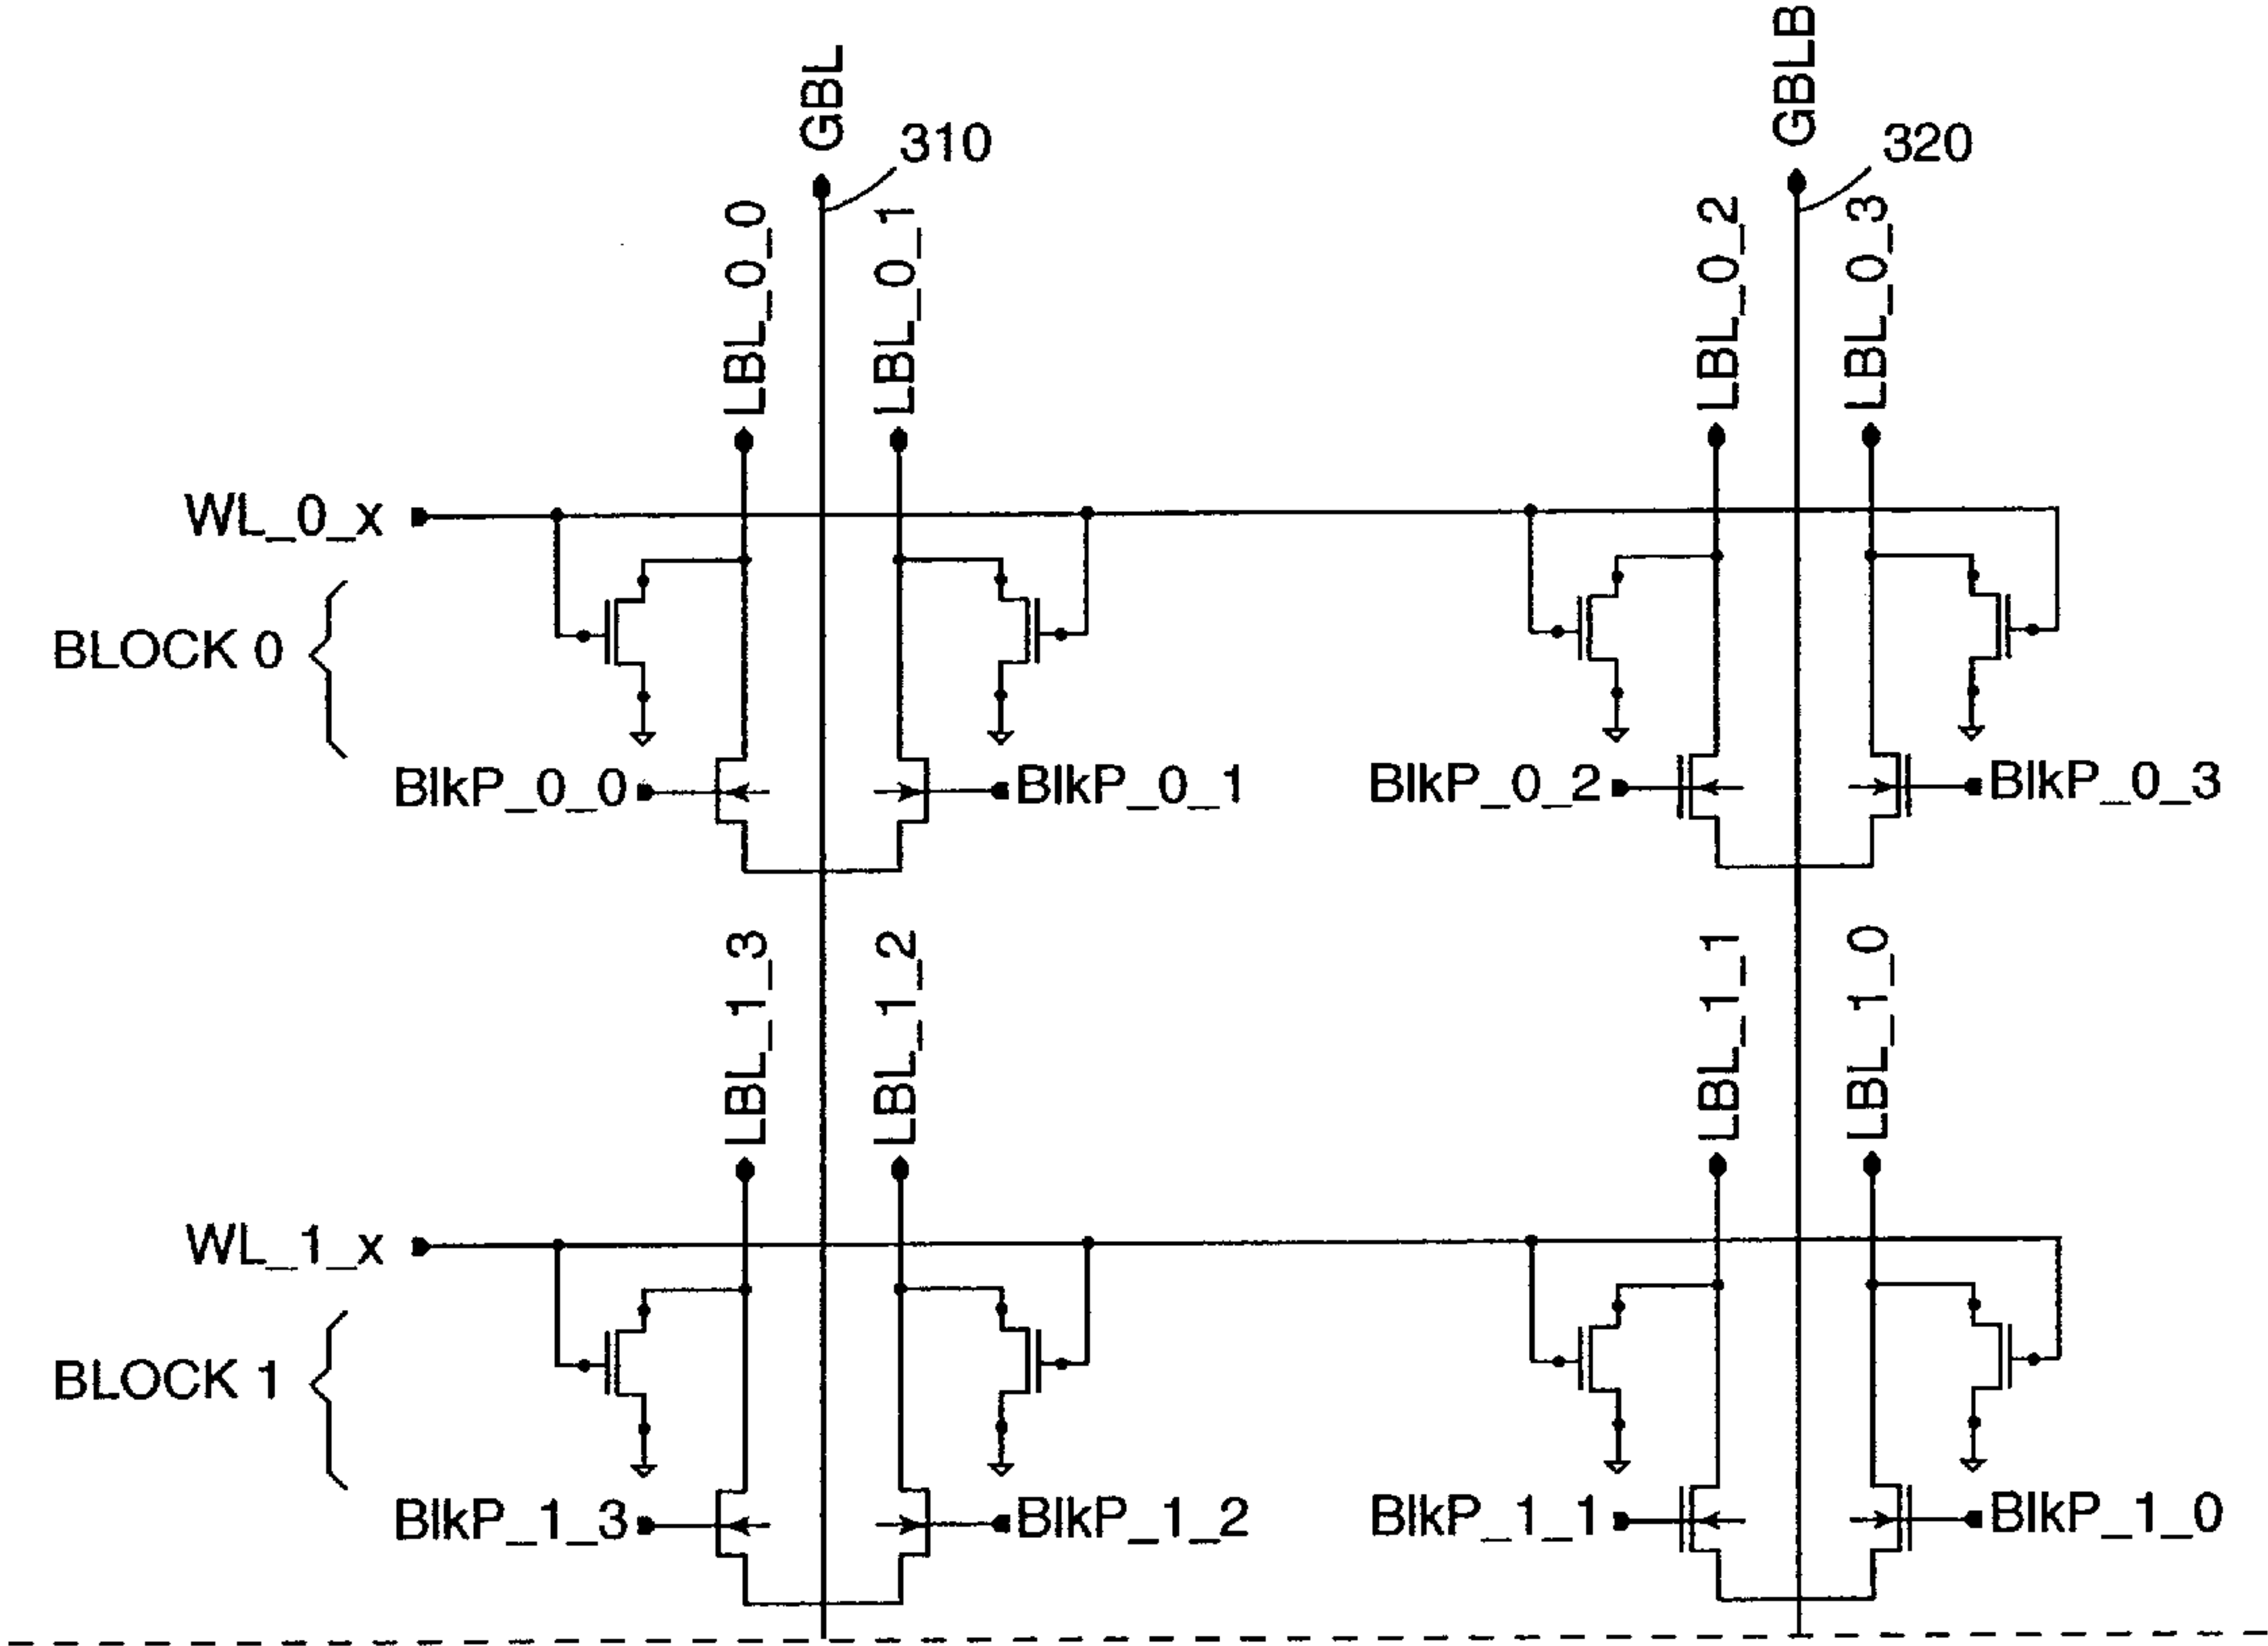 GBL
310
GBLB
320
LBL_0_0
LBL_0_1
LBL_0_2
LBL_0_3
WL_0_x
BLOCK 0
BlkP_0_0
BlkP_0_1
BlkP_0_2
BlkP_0_3
LBL_1_3
LBL_1_2
LBL_1_1
LBL_1_0
WL_1_x
BLOCK 1
BlkP_1_3
BlkP_1_2
BlkP_1_1
BlkP_1_0